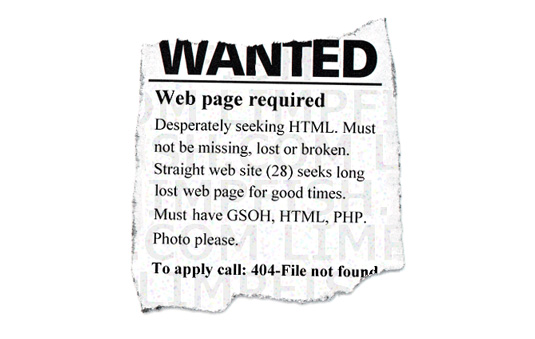 WANTED
Web page required
Desperately seeking HTML. Must
not be missing, lost or broken.
Straight web site (28) seeks long
lost web page for good times.
Must have GSOH, HTML, PHP.
Photo please.
To apply call: 404-File not found